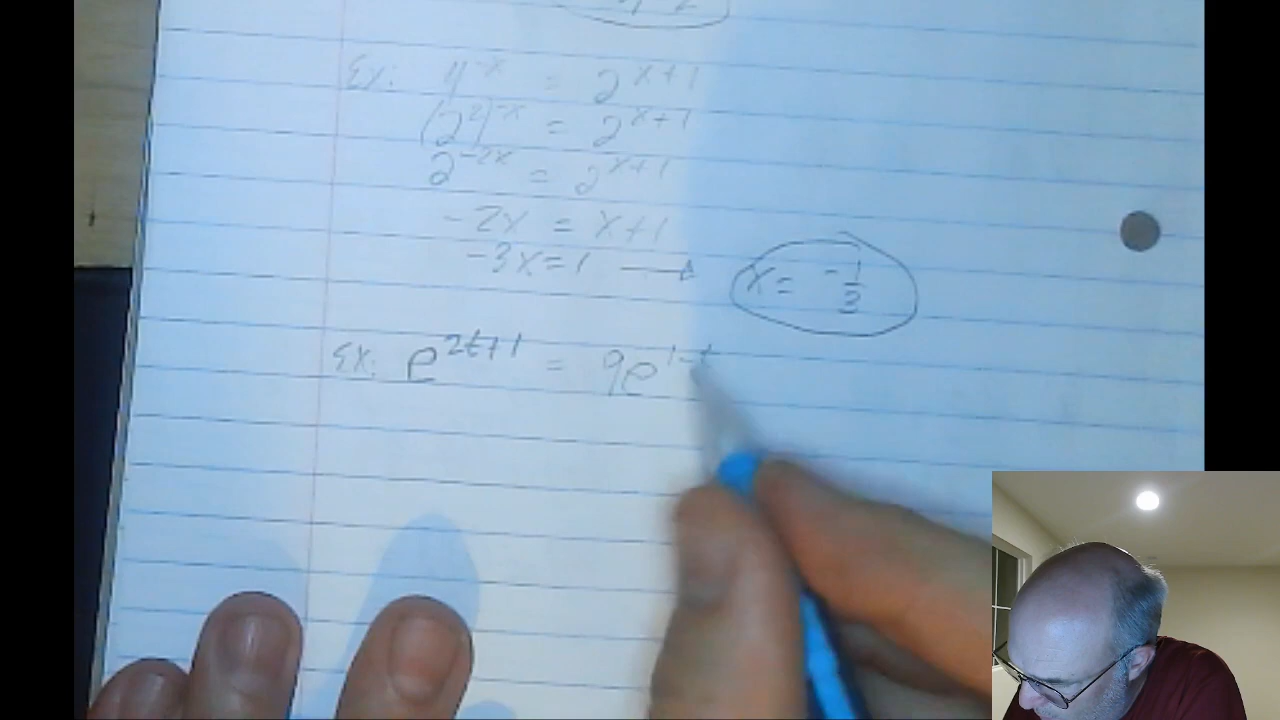 Ex: 4^{-x} = 2^{x+1}
(2^2)^{-x} = 2^{x+1}
2^{-2x} = 2^{x+1}
-2x = x+1
-3x=1 → x = -1/3
Ex: e^{2t+1} = 9e^{1-t}